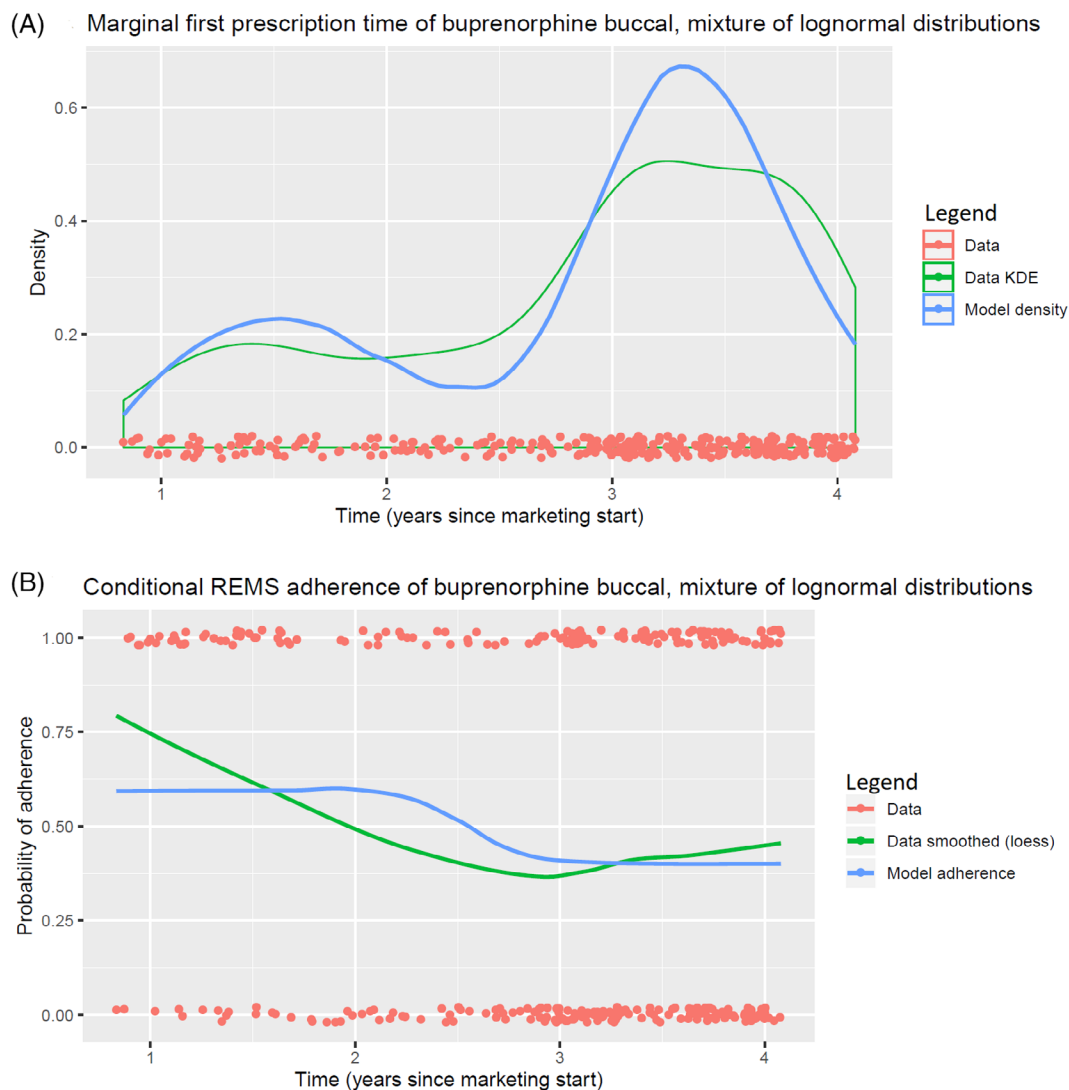 (A) Marginal first prescription time of buprenorphine buccal, mixture of lognormal distributions
0.6
0.4
0.2
0.0
Density
1 2 3 4
Time (years since marketing start)
Legend
Data
Data KDE
Model density
(B) Conditional REMS adherence of buprenorphine buccal, mixture of lognormal distributions
1.00
0.75
0.50
0.25
0.00
Probability of adherence
1 2 3 4
Time (years since marketing start)
Legend
Data
Data smoothed (loess)
Model adherence